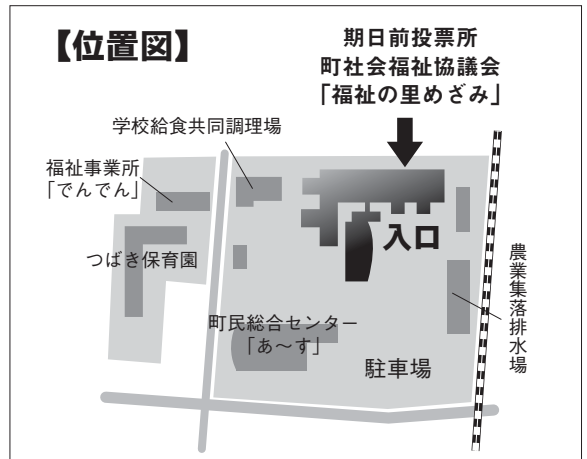 【位置図】
期日前投票所
町社会福祉協議会
「福祉の里めざみ」
学校給食共同調理場
福祉事業所
「でんでん」
つばき保育園
入口
農業集落排水場
町民総合センター
「あ～す」
駐車場